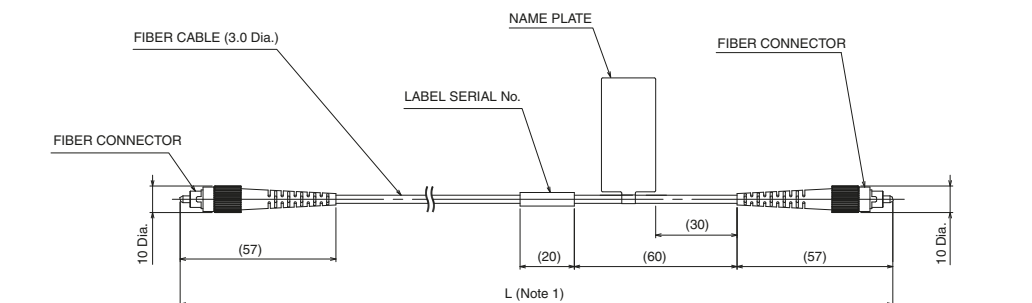 NAME PLATE
FIBER CABLE (3.0 Dia.)
FIBER CONNECTOR
LABEL SERIAL No.
FIBER CONNECTOR
10 Dia.
(57)
(20)
(60)
(30)
(57)
10 Dia.
L (Note 1)